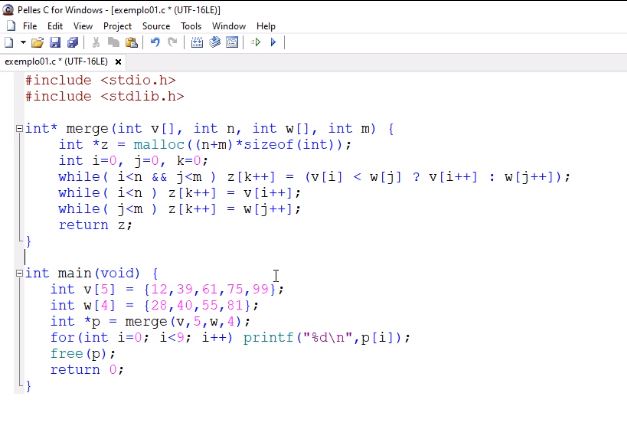 Pelles C for Windows - [exemplo01.c * (UTF-16LE)]
File Edit View Project Source Tools Window Help
exemplo01.c * (UTF-16LE)
#include <stdio.h>
#include <stdlib.h>
int* merge(int v[], int n, int w[], int m) {
int *z = malloc((n+m)*sizeof(int));
int i=0, j=0, k=0;
while( i<n && j<m ) z[k++] = (v[i] < w[j] ? v[i++] : w[j++]);
while( i<n ) z[k++] = v[i++];
while( j<m ) z[k++] = w[j++];
return z;
}
int main(void) {
int v[5] = {12,39,61,75,99};
int w[4] = {28,40,55,81};
int *p = merge(v,5,w,4);
for(int i=0; i<9; i++) printf("%d\n",p[i]);
free(p);
return 0;
}